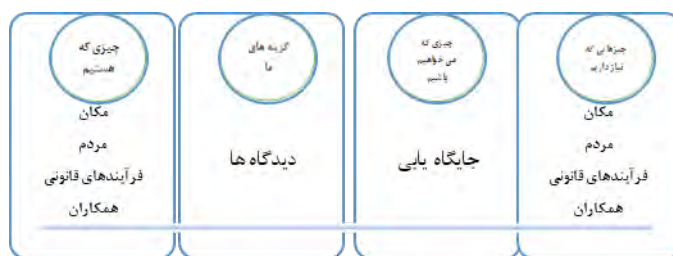 چیزهایی که
نیاز داریم
مکان
مردم
فرآیندهای قانونی
همکاران
چیزی که
می خواهیم
باشیم
جایگاه یابی
گزینه های
ما
دیدگاه ها
چیزی که
هستیم
مکان
مردم
فرآیندهای قانونی
همکاران